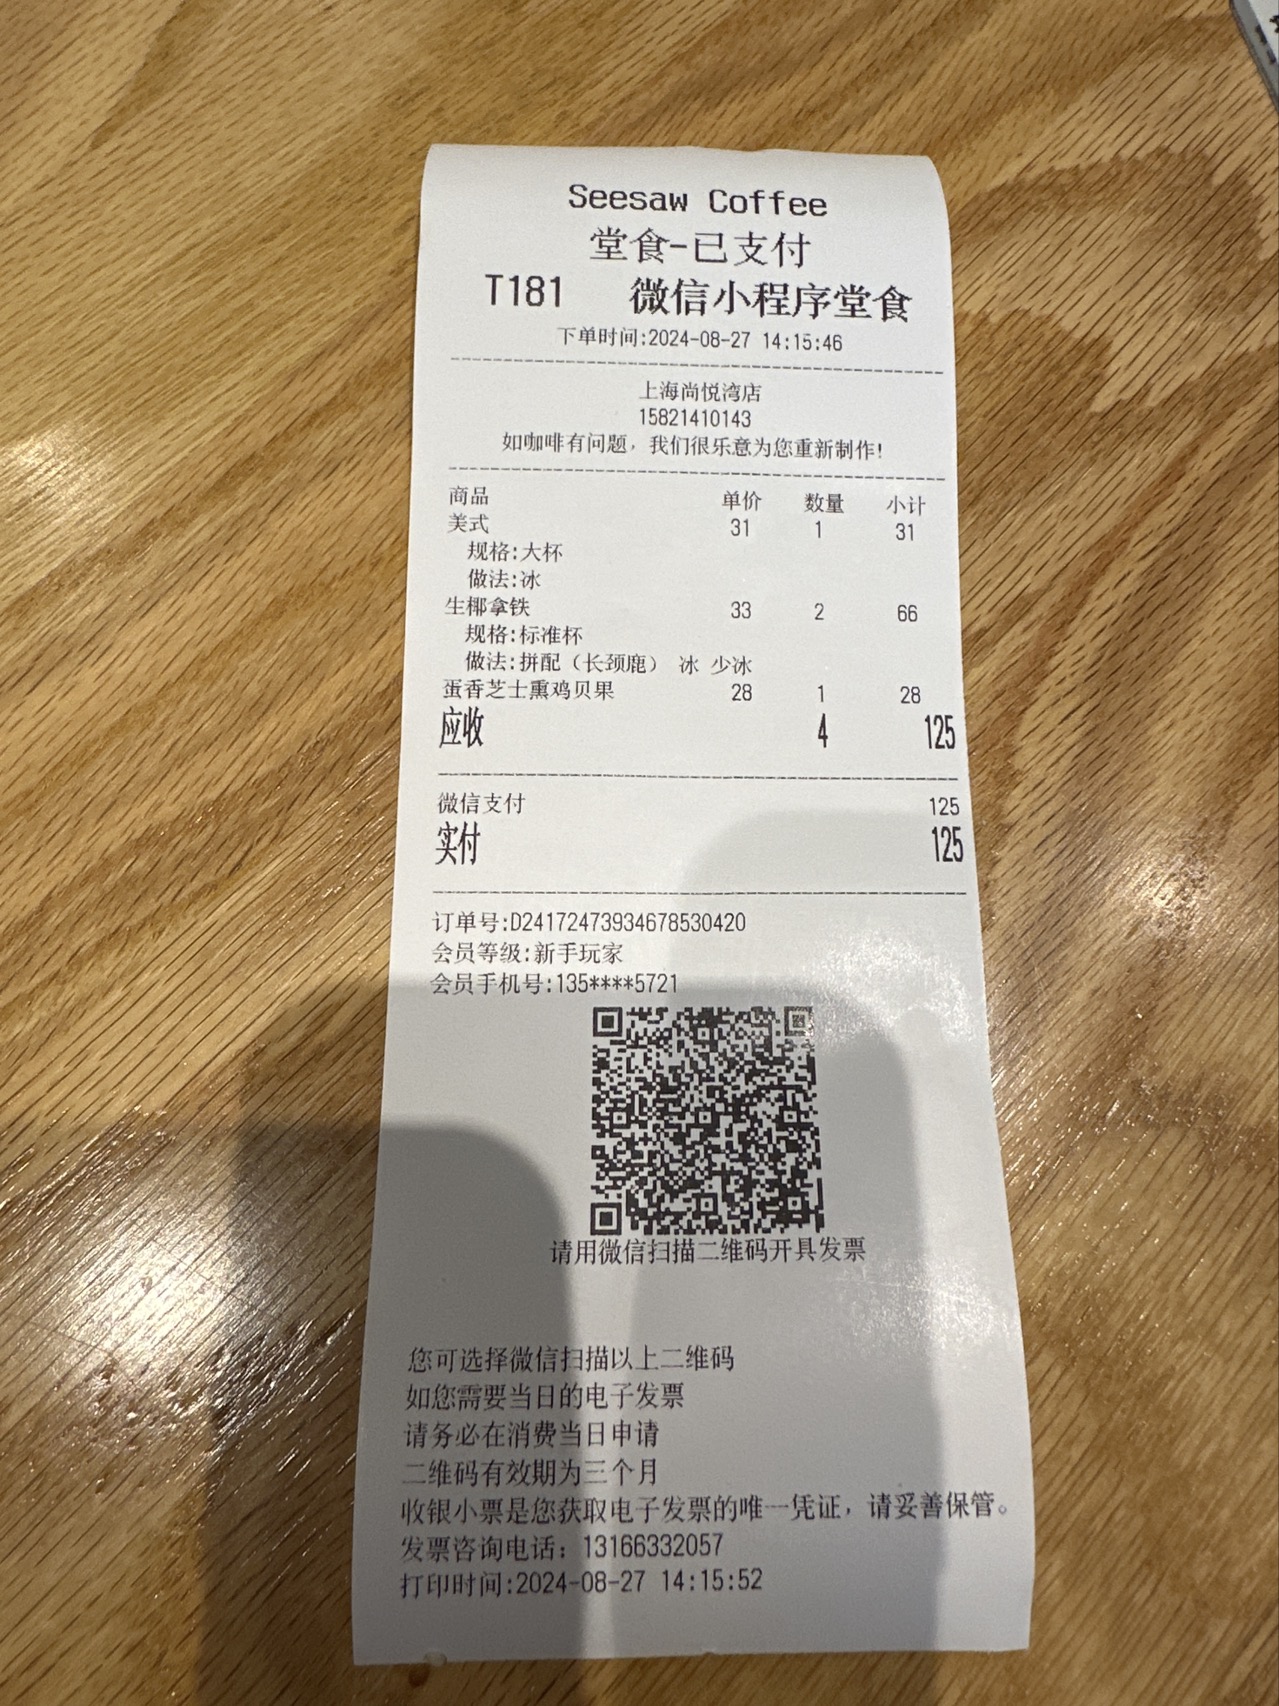 Seesaw Coffee
堂食-已支付
T181 微信小程序堂食
下单时间:2024-08-27 14:15:46
上海尚悦湾店
15821410143
如咖啡有问题，我们很乐意为您重新制作!
商品 单价 数量 小计
美式 31 1 31
规格:大杯
做法:冰
生椰拿铁 33 2 66
规格:标准杯
做法:拼配（长颈鹿） 冰 少冰
蛋香芝士熏鸡贝果 28 1 28
应收 4 125
微信支付 125
实付 125
订单号:D24172473934678530420
会员等级:新手玩家
会员手机号:135****5721
请用微信扫描二维码开具发票
您可选择微信扫描以上二维码
如您需要当日的电子发票
请务必在消费当日申请
二维码有效期为三个月
收银小票是您获取电子发票的唯一凭证，请妥善保管。
发票咨询电话：13166332057
打印时间:2024-08-27 14:15:52